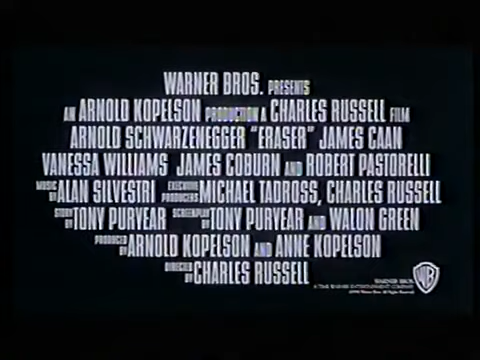 WARNER BROS. PRESENTS
AN ARNOLD KOPELSON PRODUCTION A CHARLES RUSSELL FILM
ARNOLD SCHWARZENEGGER "ERASER" JAMES CAAN
VANESSA WILLIAMS JAMES COBURN AND ROBERT PASTORELLI
MUSIC BY ALAN SILVESTRI EXECUTIVE PRODUCERS MICHAEL TADROSS, CHARLES RUSSELL
STORY BY TONY PURYEAR SCREENPLAY BY TONY PURYEAR AND WALON GREEN
PRODUCED BY ARNOLD KOPELSON AND ANNE KOPELSON
DIRECTED BY CHARLES RUSSELL
WARNER BROS.
A TIME WARNER ENTERTAINMENT COMPANY
WB